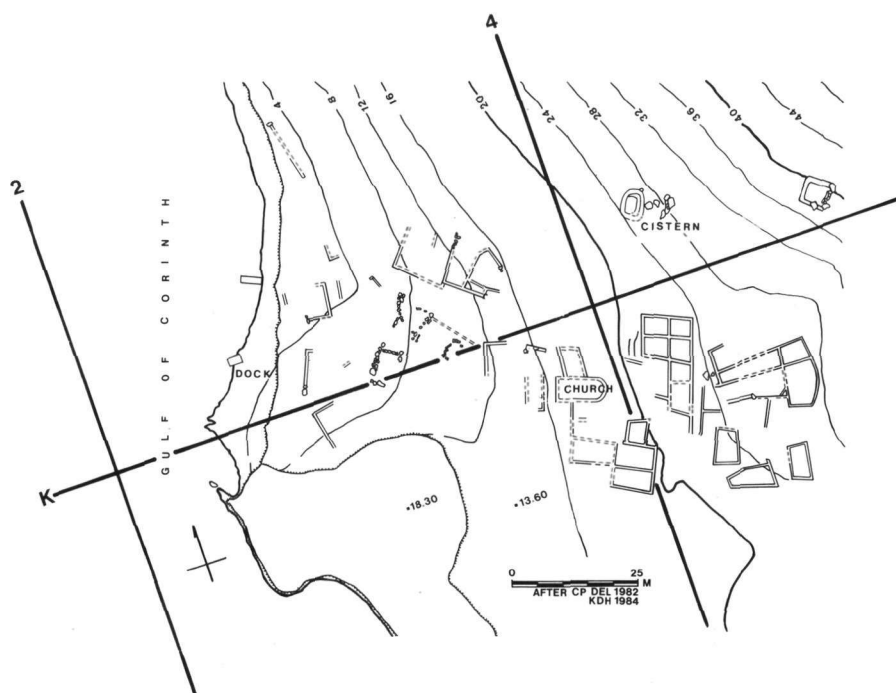 4
4
8
12
16
20
24
28
32
36
40
44
2
CISTERN
GULF OF CORINTH
DOCK
CHURCH
K
18.30
13.60
0 25 M
AFTER CP DEL 1982
KDH 1984